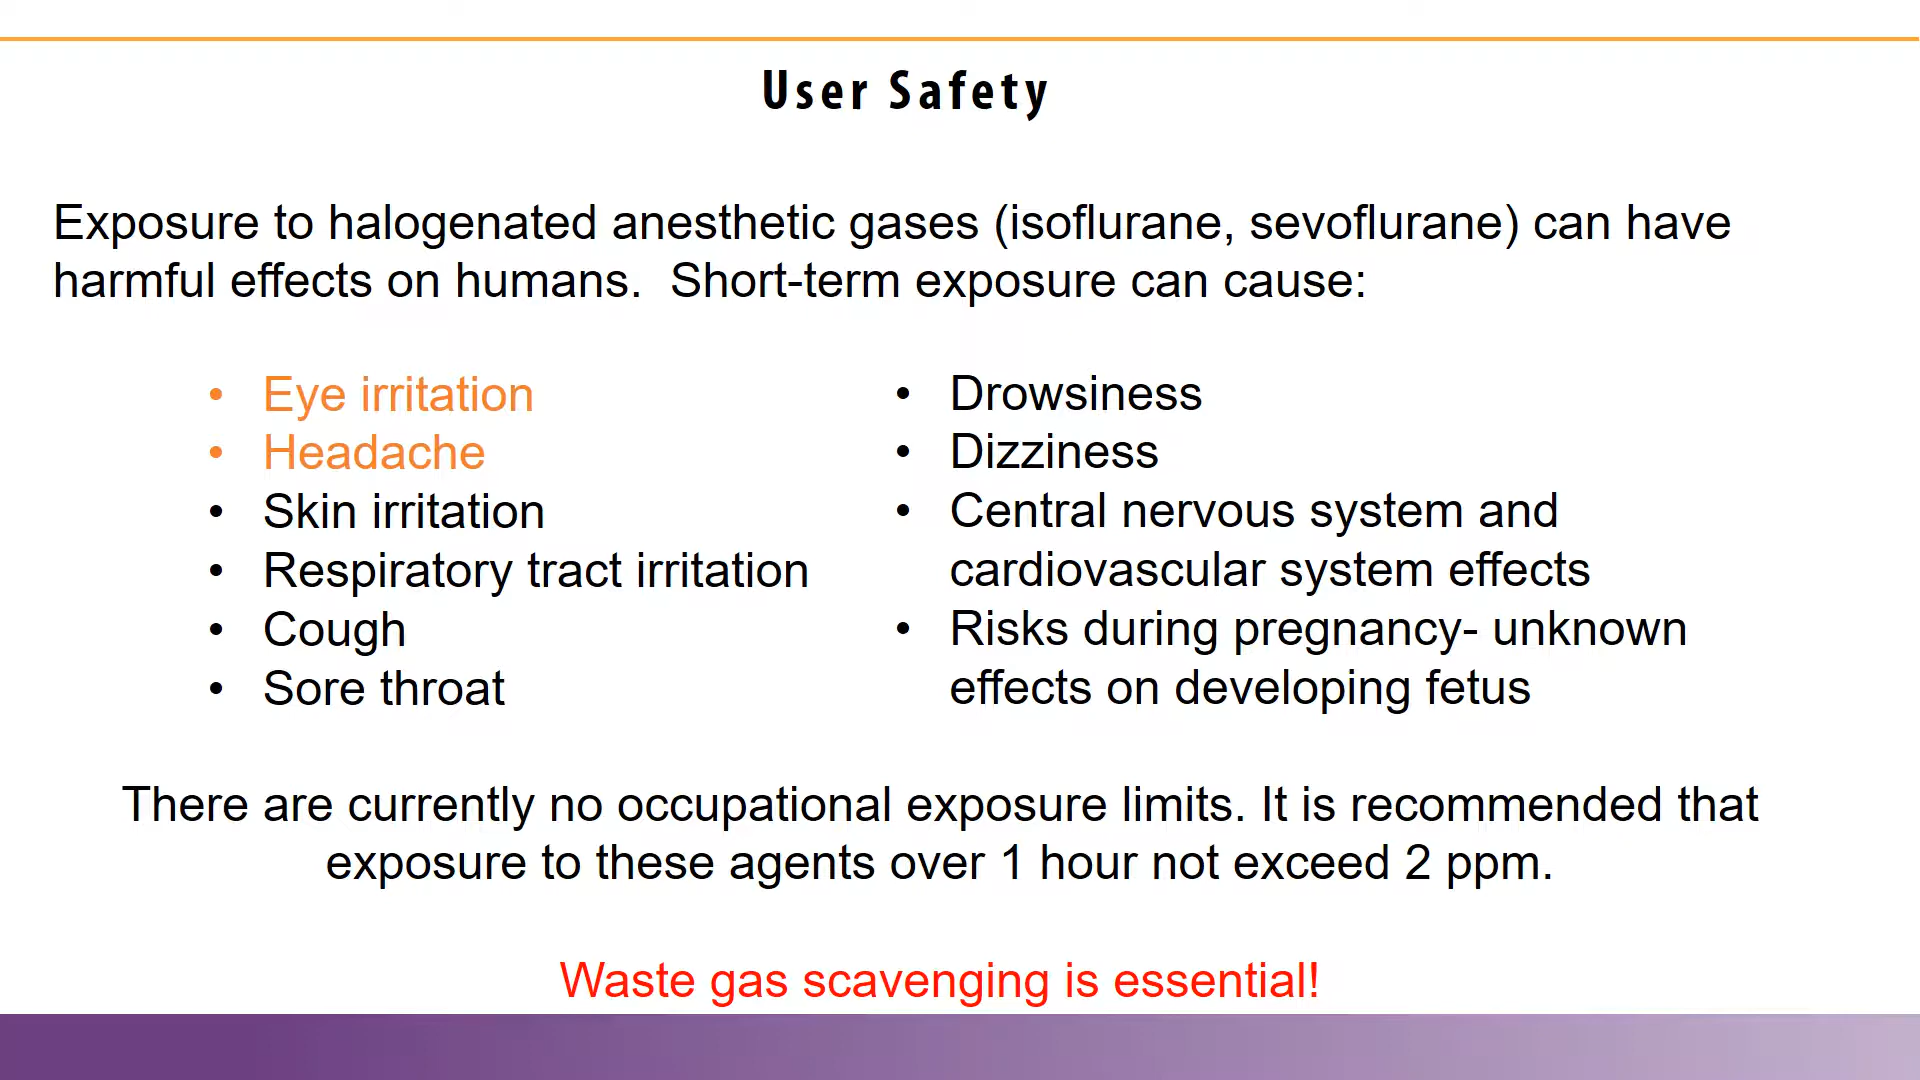 User Safety
Exposure to halogenated anesthetic gases (isoflurane, sevoflurane) can have
harmful effects on humans.  Short-term exposure can cause:
• Eye irritation
• Headache
• Skin irritation
• Respiratory tract irritation
• Cough
• Sore throat
• Drowsiness
• Dizziness
• Central nervous system and
cardiovascular system effects
• Risks during pregnancy- unknown
effects on developing fetus
There are currently no occupational exposure limits. It is recommended that
exposure to these agents over 1 hour not exceed 2 ppm.
Waste gas scavenging is essential!